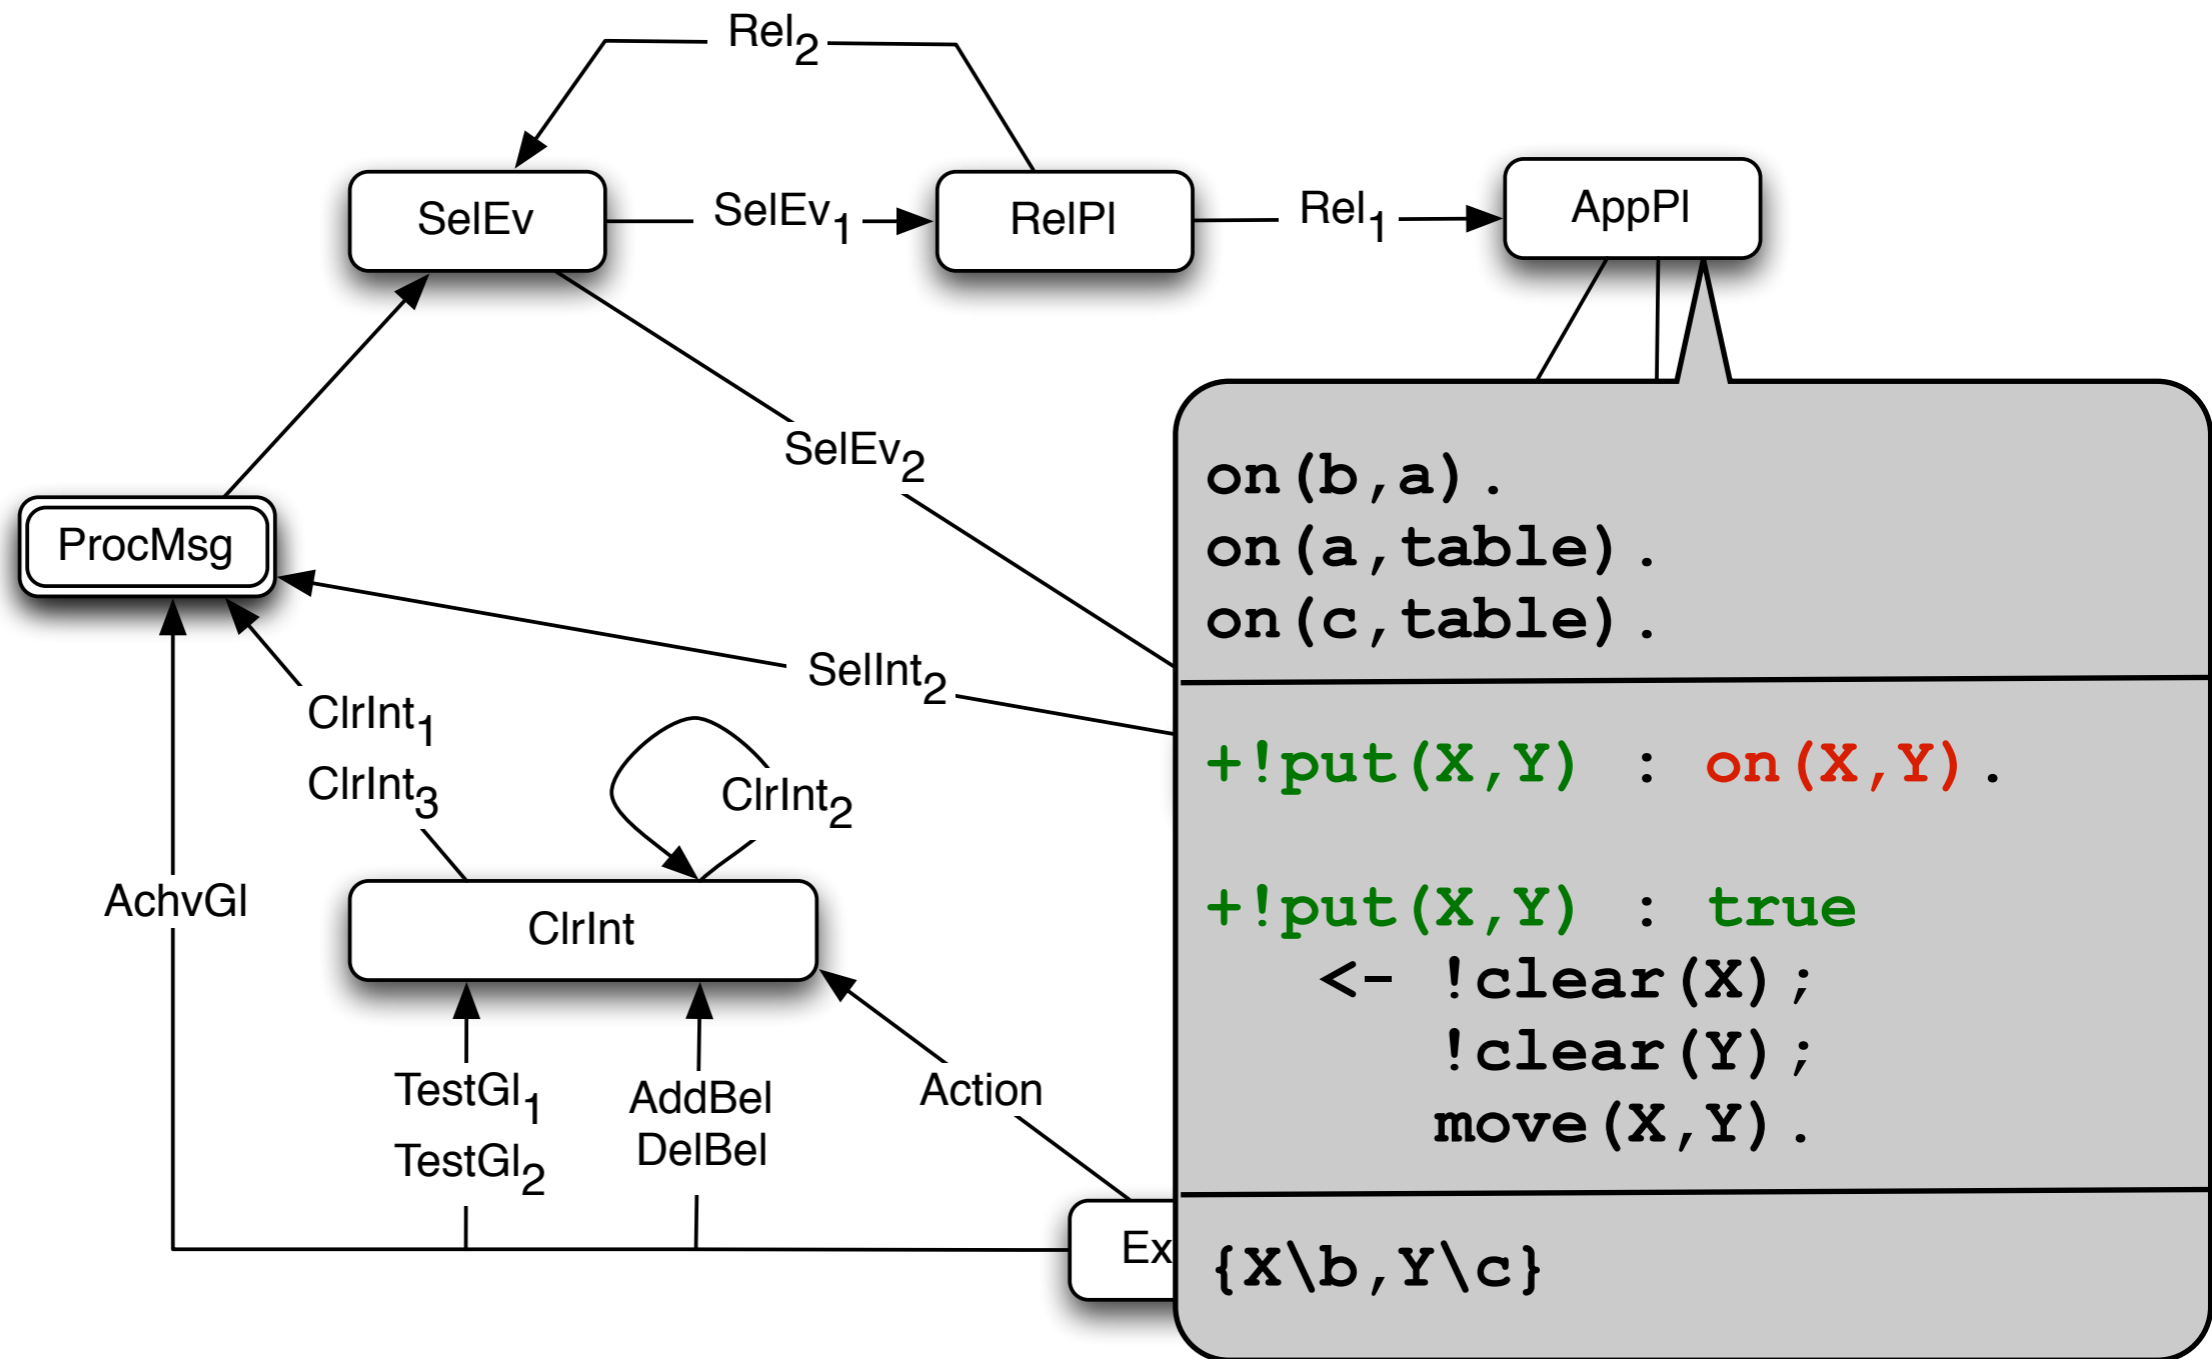 Rel2
SelEv
SelEv1
RelPl
Rel1
AppPl
SelEv2
ProcMsg
SelInt2
ClrInt1
ClrInt3
ClrInt2
AchvGl
ClrInt
TestGl1
TestGl2
AddBel
DelBel
Action
Ex
on(b,a).
on(a,table).
on(c,table).
+!put(X,Y) : on(X,Y).
+!put(X,Y) : true
<- !clear(X);
!clear(Y);
move(X,Y).
{X\b,Y\c}